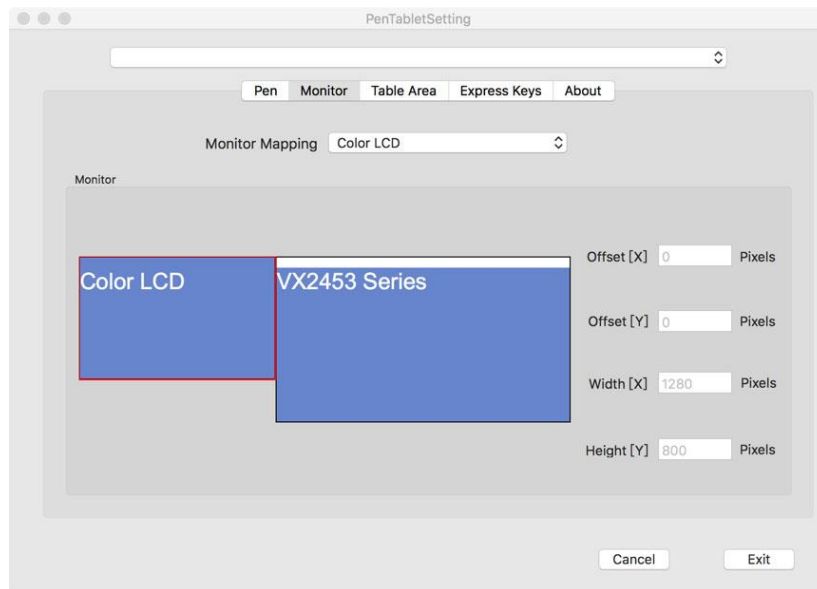 PenTabletSetting
Pen Monitor Table Area Express Keys About
Monitor Mapping Color LCD
Monitor
Color LCD VX2453 Series
Offset [X] 0 Pixels
Offset [Y] 0 Pixels
Width [X] 1280 Pixels
Height [Y] 800 Pixels
Cancel Exit